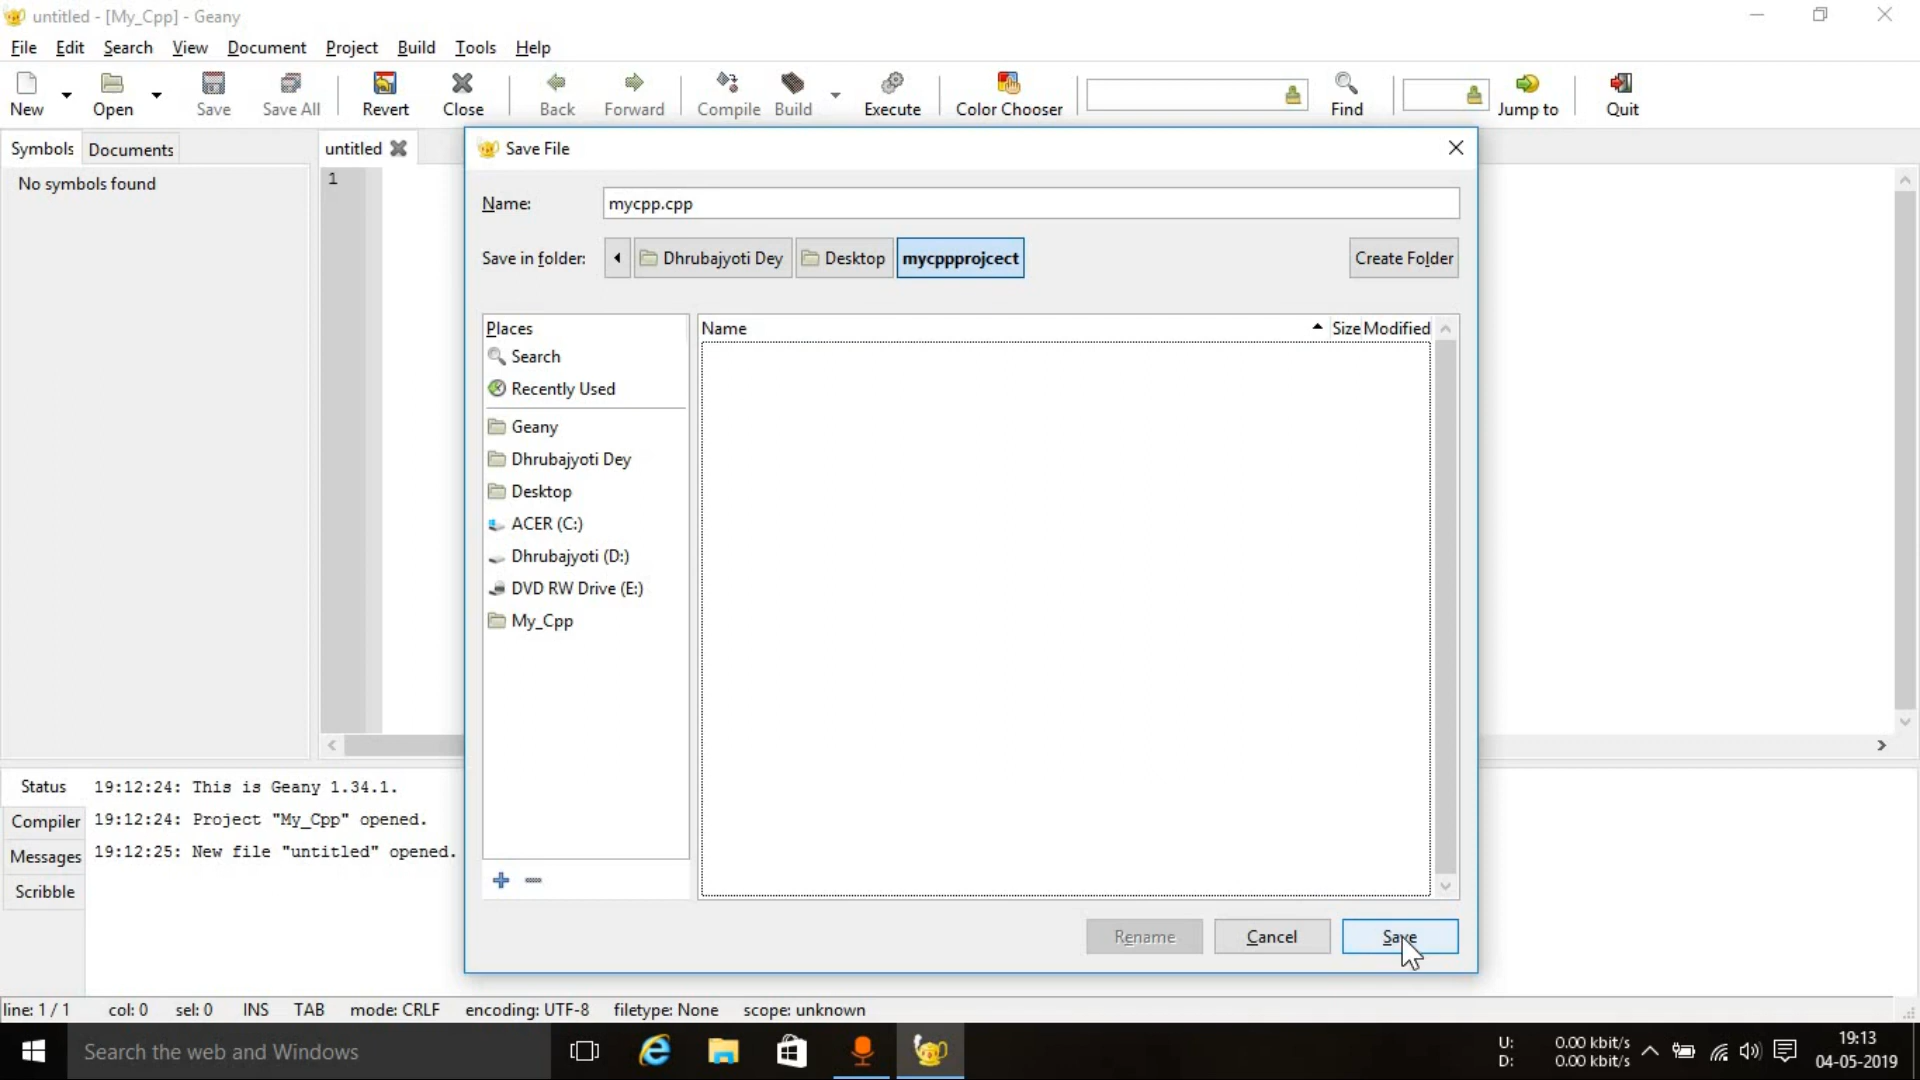 untitled - [My_Cpp] - Geany
File Edit Search View Document Project Build Tools Help
New Open Save Save All Revert Close Back Forward Compile Build Execute Color Chooser Find Jump to Quit
Symbols Documents
untitled
No symbols found
1
Save File
Name: mycpp.cpp
Save in folder: Dhrubajyoti Dey Desktop mycppprojcect Create Folder
Places
Search
Recently Used
Geany
Dhrubajyoti Dey
Desktop
ACER (C:)
Dhrubajyoti (D:)
DVD RW Drive (E:)
My_Cpp
Name Size Modified
Rename Cancel Save
Status
Compiler
Messages
Scribble
19:12:24: This is Geany 1.34.1.
19:12:24: Project "My_Cpp" opened.
19:12:25: New file "untitled" opened.
line: 1 / 1 col: 0 sel: 0 INS TAB mode: CRLF encoding: UTF-8 filetype: None scope: unknown
Search the web and Windows
U: 0.00 kbit/s
D: 0.00 kbit/s
19:13
04-05-2019